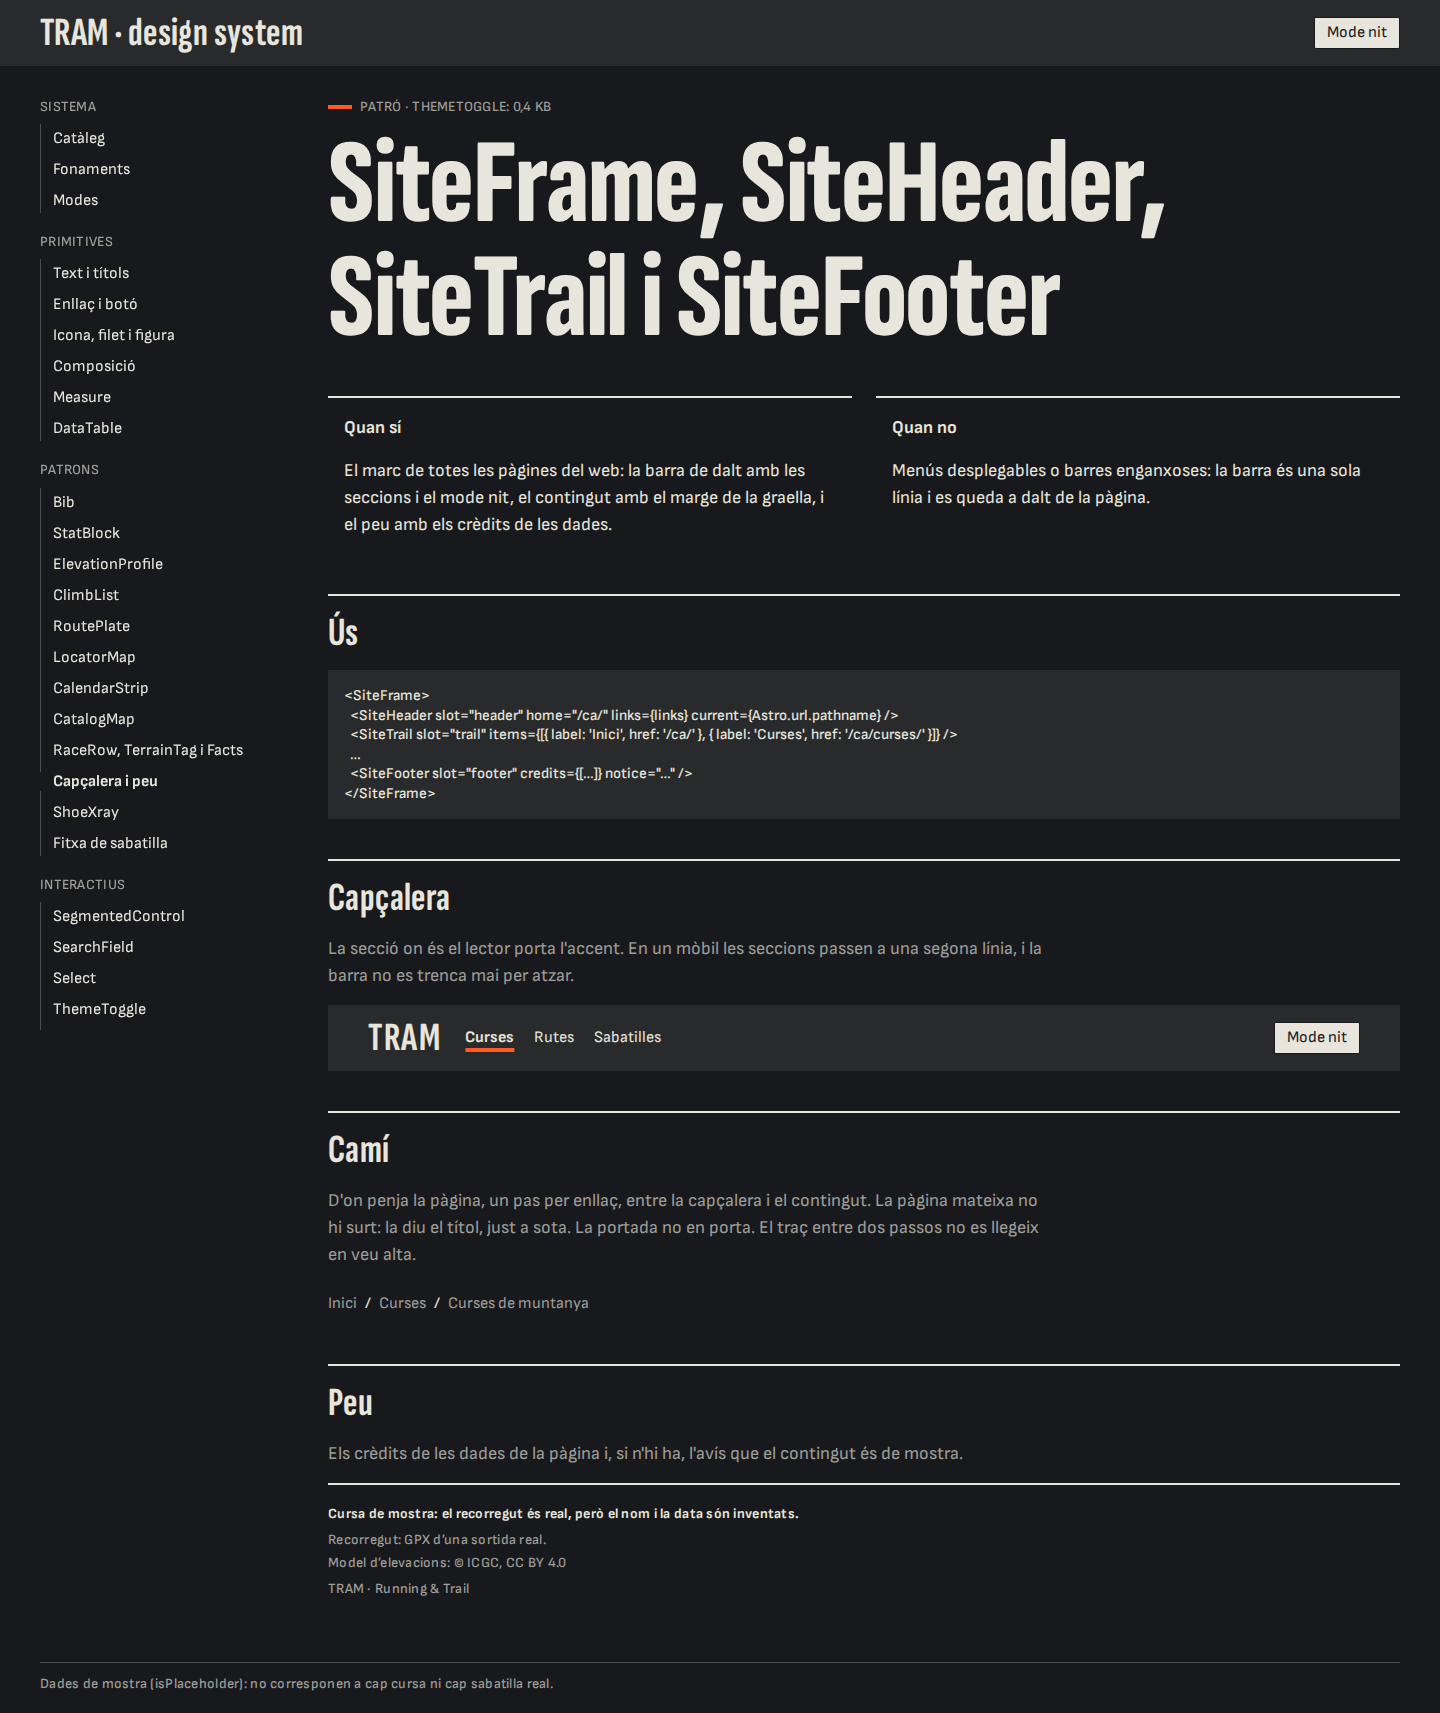 TRAM · design system
Mode nit
SISTEMA
Catàleg
Fonaments
Modes
PRIMITIVES
Text i títols
Enllaç i botó
Icona, filet i figura
Composició
Measure
DataTable
PATRONS
Bib
StatBlock
ElevationProfile
ClimbList
RoutePlate
LocatorMap
CalendarStrip
CatalogMap
RaceRow, TerrainTag i Facts
Capçalera i peu
ShoeXray
Fitxa de sabatilla
INTERACTIUS
SegmentedControl
SearchField
Select
ThemeToggle
PATRÓ · THEMETOGGLE: 0,4 KB
SiteFrame, SiteHeader,
SiteTrail i SiteFooter
Quan sí
El marc de totes les pàgines del web: la barra de dalt amb les
seccions i el mode nit, el contingut amb el marge de la graella, i
el peu amb els crèdits de les dades.
Quan no
Menús desplegables o barres enganxoses: la barra és una sola
línia i es queda a dalt de la pàgina.
Ús
<SiteFrame>
<SiteHeader slot="header" home="/ca/" links={links} current={Astro.url.pathname} />
<SiteTrail slot="trail" items={[{ label: 'Inici', href: '/ca/' }, { label: 'Curses', href: '/ca/curses/' }]} />
…
<SiteFooter slot="footer" credits={[…]} notice="…" />
</SiteFrame>
Capçalera
La secció on és el lector porta l'accent. En un mòbil les seccions passen a una segona línia, i la
barra no es trenca mai per atzar.
TRAM Curses Rutes Sabatilles Mode nit
Camí
D'on penja la pàgina, un pas per enllaç, entre la capçalera i el contingut. La pàgina mateixa no
hi surt: la diu el títol, just a sota. La portada no en porta. El traç entre dos passos no es llegeix
en veu alta.
Inici / Curses / Curses de muntanya
Peu
Els crèdits de les dades de la pàgina i, si n'hi ha, l'avís que el contingut és de mostra.
Cursa de mostra: el recorregut és real, però el nom i la data són inventats.
Recorregut: GPX d’una sortida real.
Model d’elevacions: © ICGC, CC BY 4.0
TRAM · Running & Trail
Dades de mostra (isPlaceholder): no corresponen a cap cursa ni cap sabatilla real.